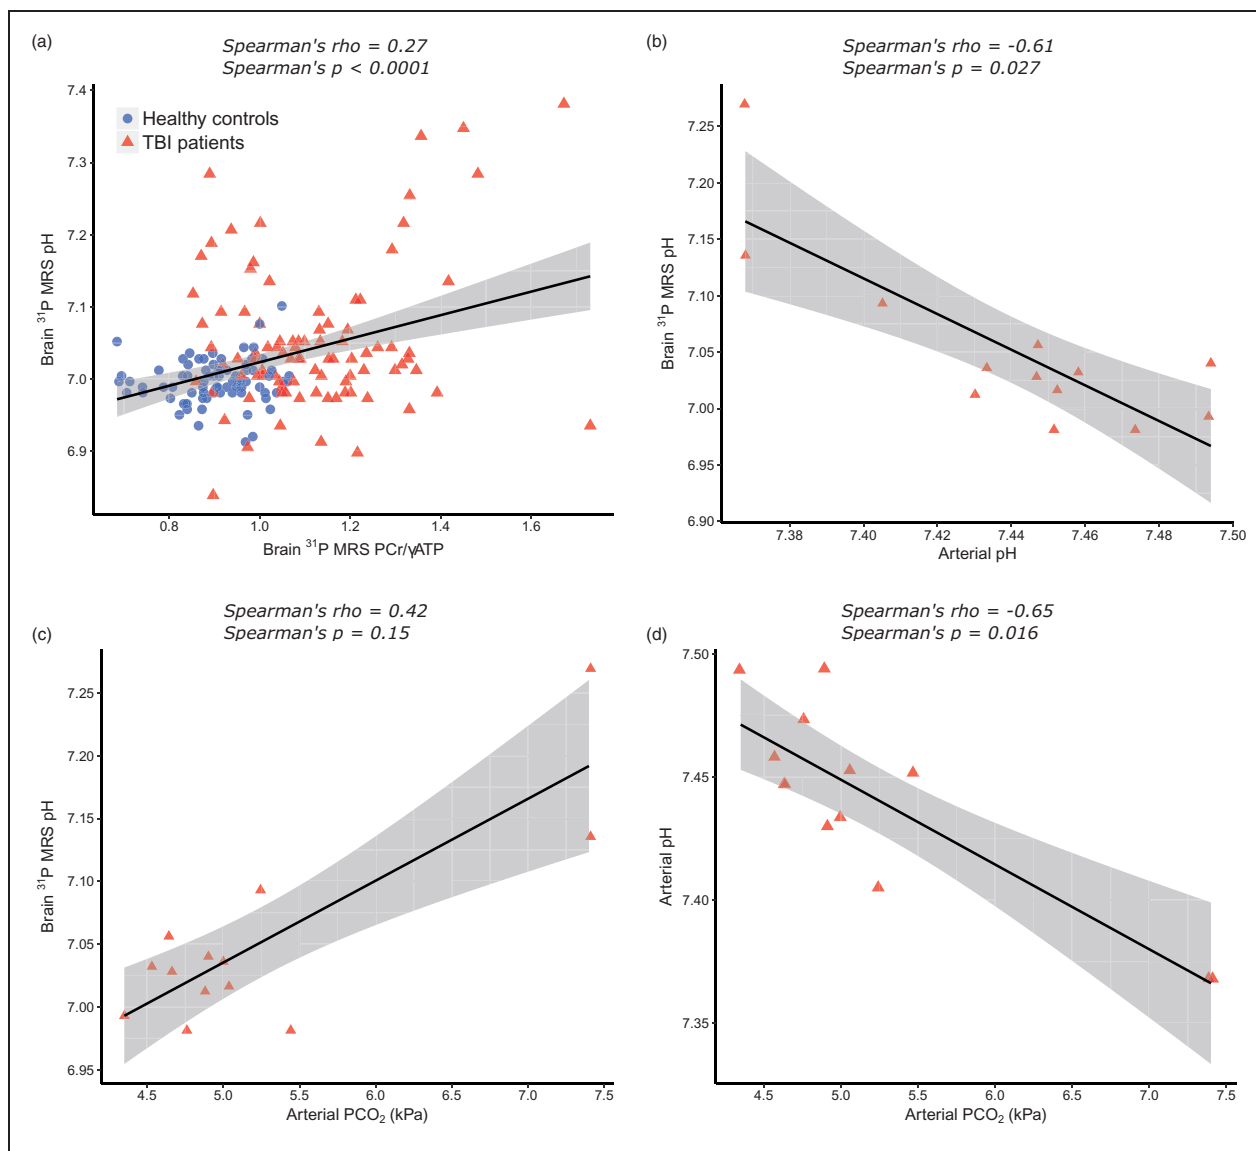 (a)
Spearman's rho = 0.27
Spearman's p < 0.0001
7.4
7.3
7.2
7.1
7.0
6.9
Brain ³¹P MRS pH
Healthy controls
TBI patients
0.8 1.0 1.2 1.4 1.6
Brain ³¹P MRS PCr/γATP
(b)
Spearman's rho = -0.61
Spearman's p = 0.027
7.25
7.20
7.15
7.10
7.05
7.00
6.95
6.90
Brain ³¹P MRS pH
7.38 7.40 7.42 7.44 7.46 7.48 7.50
Arterial pH
(c)
Spearman's rho = 0.42
Spearman's p = 0.15
7.25
7.20
7.15
7.10
7.05
7.00
6.95
Brain ³¹P MRS pH
4.5 5.0 5.5 6.0 6.5 7.0 7.5
Arterial PCO₂ (kPa)
(d)
Spearman's rho = -0.65
Spearman's p = 0.016
7.50
7.45
7.40
7.35
Arterial pH
4.5 5.0 5.5 6.0 6.5 7.0 7.5
Arterial PCO₂ (kPa)